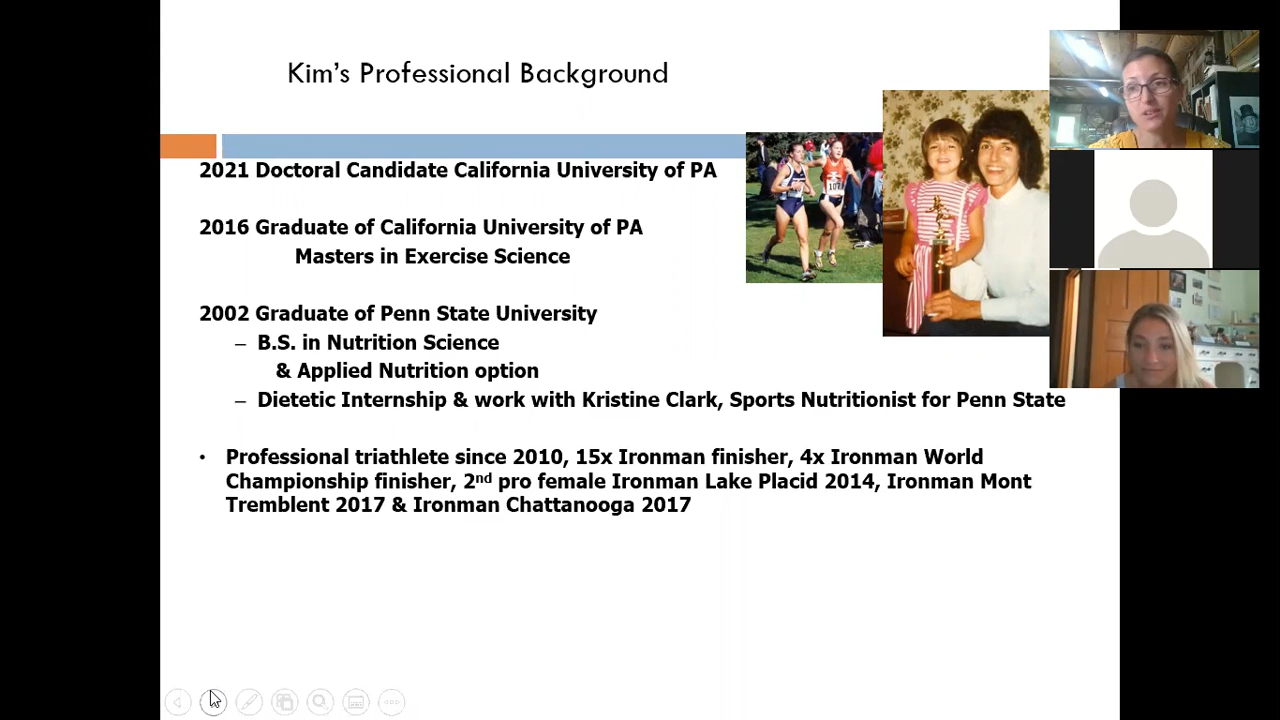 Kim's Professional Background
2021 Doctoral Candidate California University of PA
2016 Graduate of California University of PA
Masters in Exercise Science
2002 Graduate of Penn State University
– B.S. in Nutrition Science
& Applied Nutrition option
– Dietetic Internship & work with Kristine Clark, Sports Nutritionist for Penn State
• Professional triathlete since 2010, 15x Ironman finisher, 4x Ironman World
Championship finisher, 2nd pro female Ironman Lake Placid 2014, Ironman Mont
Tremblent 2017 & Ironman Chattanooga 2017